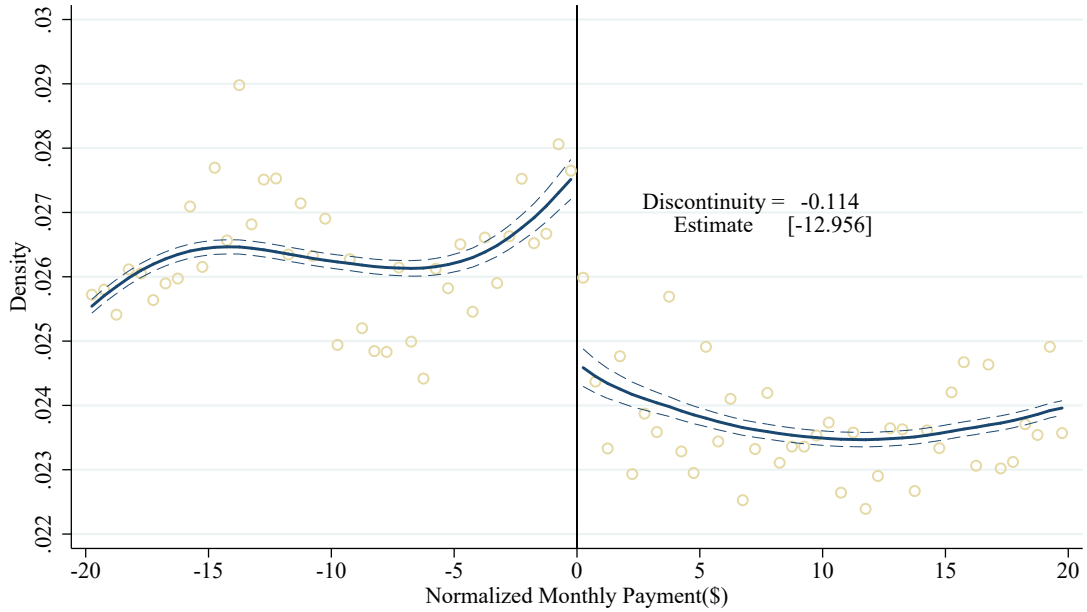 .03
.029
.028
.027
.026
.025
.024
.023
.022
Density
Discontinuity = -0.114
Estimate [-12.956]
-20 -15 -10 -5 0 5 10 15 20
Normalized Monthly Payment($)